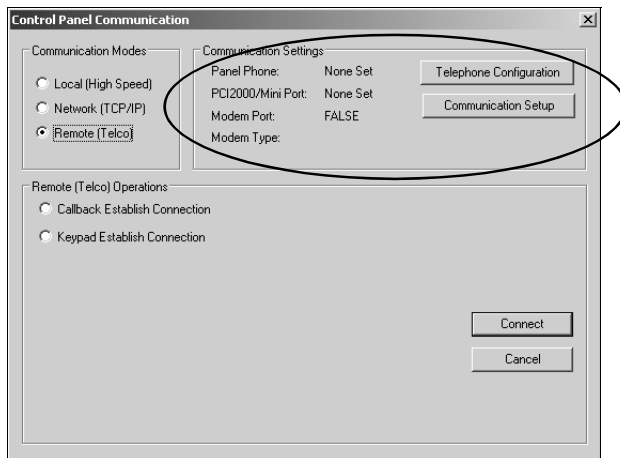 Control Panel Communication
Communication Modes
Local (High Speed)
Network (TCP/IP)
Remote (Telco)
Communication Settings
Panel Phone: None Set
PCI2000/Mini Port: None Set
Modem Port: FALSE
Modem Type:
Telephone Configuration
Communication Setup
Remote (Telco) Operations
Callback Establish Connection
Keypad Establish Connection
Connect
Cancel